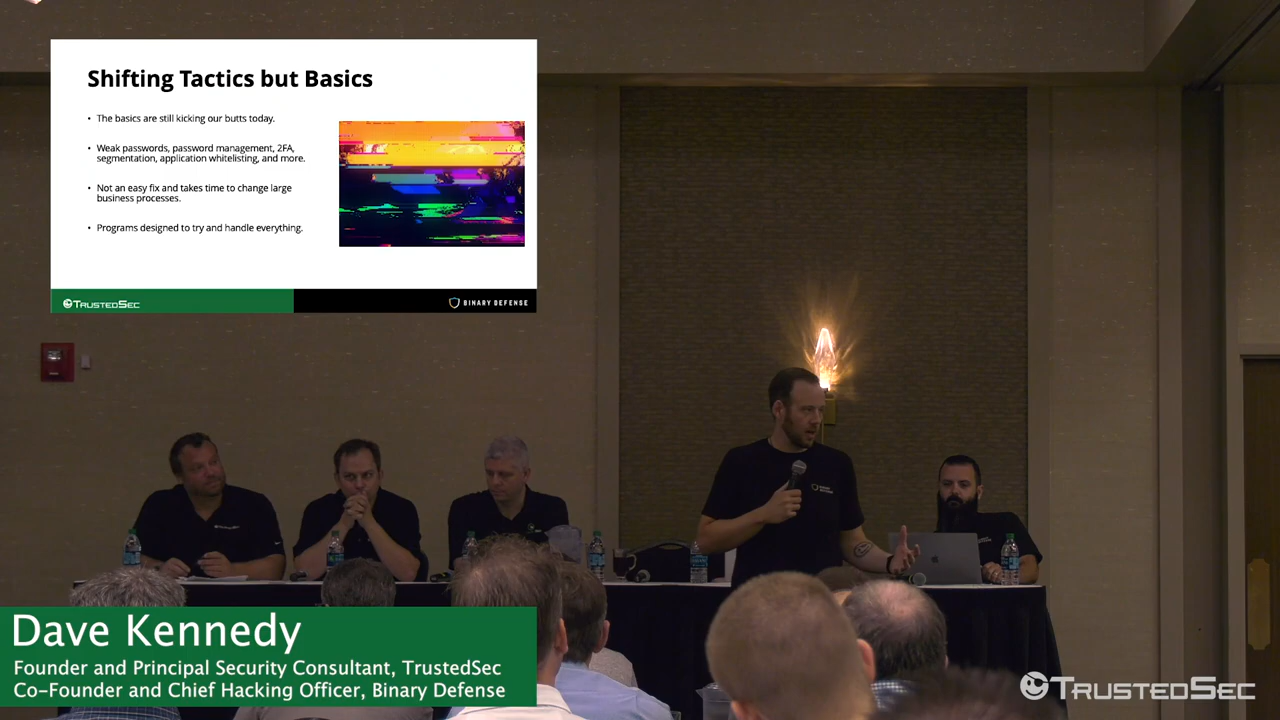 Shifting Tactics but Basics
• The basics are still kicking our butts today.
• Weak passwords, password management, 2FA,
segmentation, application whitelisting, and more.
• Not an easy fix and takes time to change large
business processes.
• Programs designed to try and handle everything.
TRUSTEDSEC
BINARY DEFENSE
Dave Kennedy
Founder and Principal Security Consultant, TrustedSec
Co-Founder and Chief Hacking Officer, Binary Defense
TRUSTEDSEC